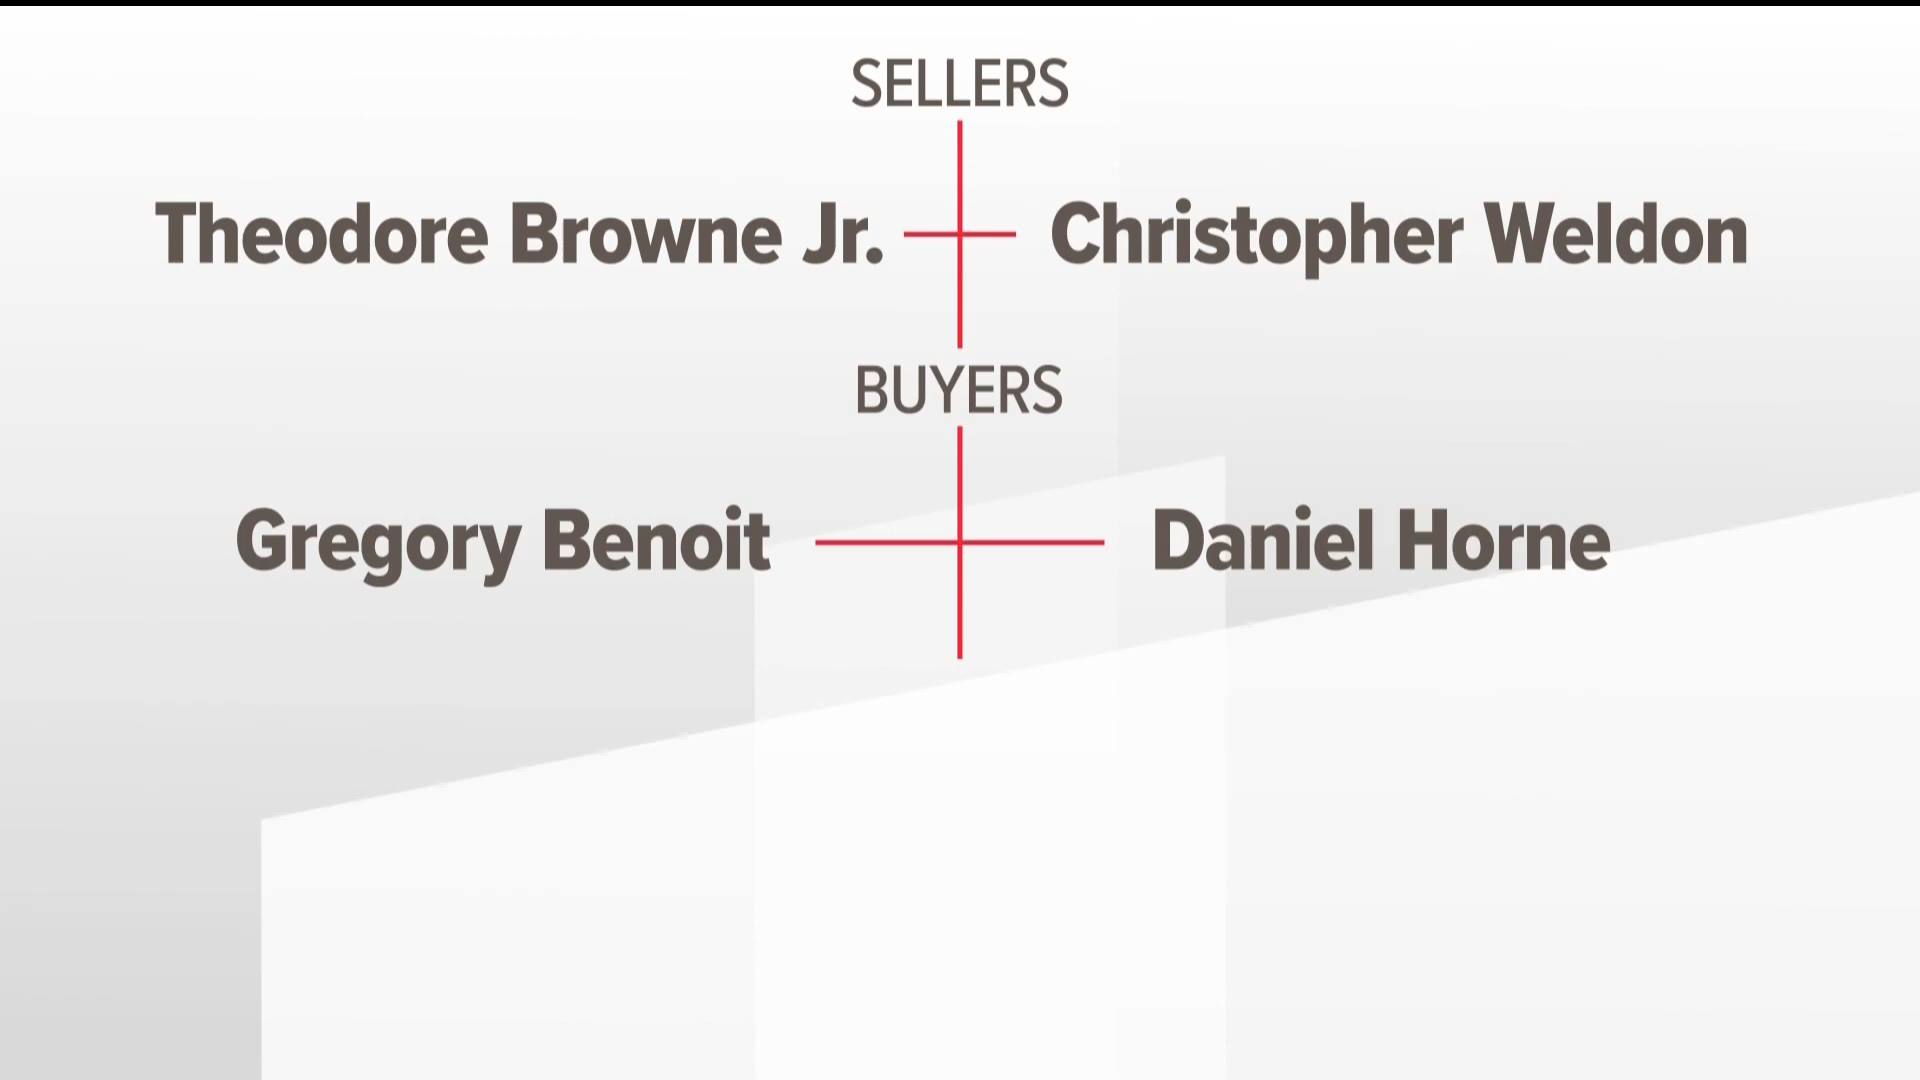 SELLERS
Theodore Browne Jr. Christopher Weldon
BUYERS
Gregory Benoit Daniel Horne